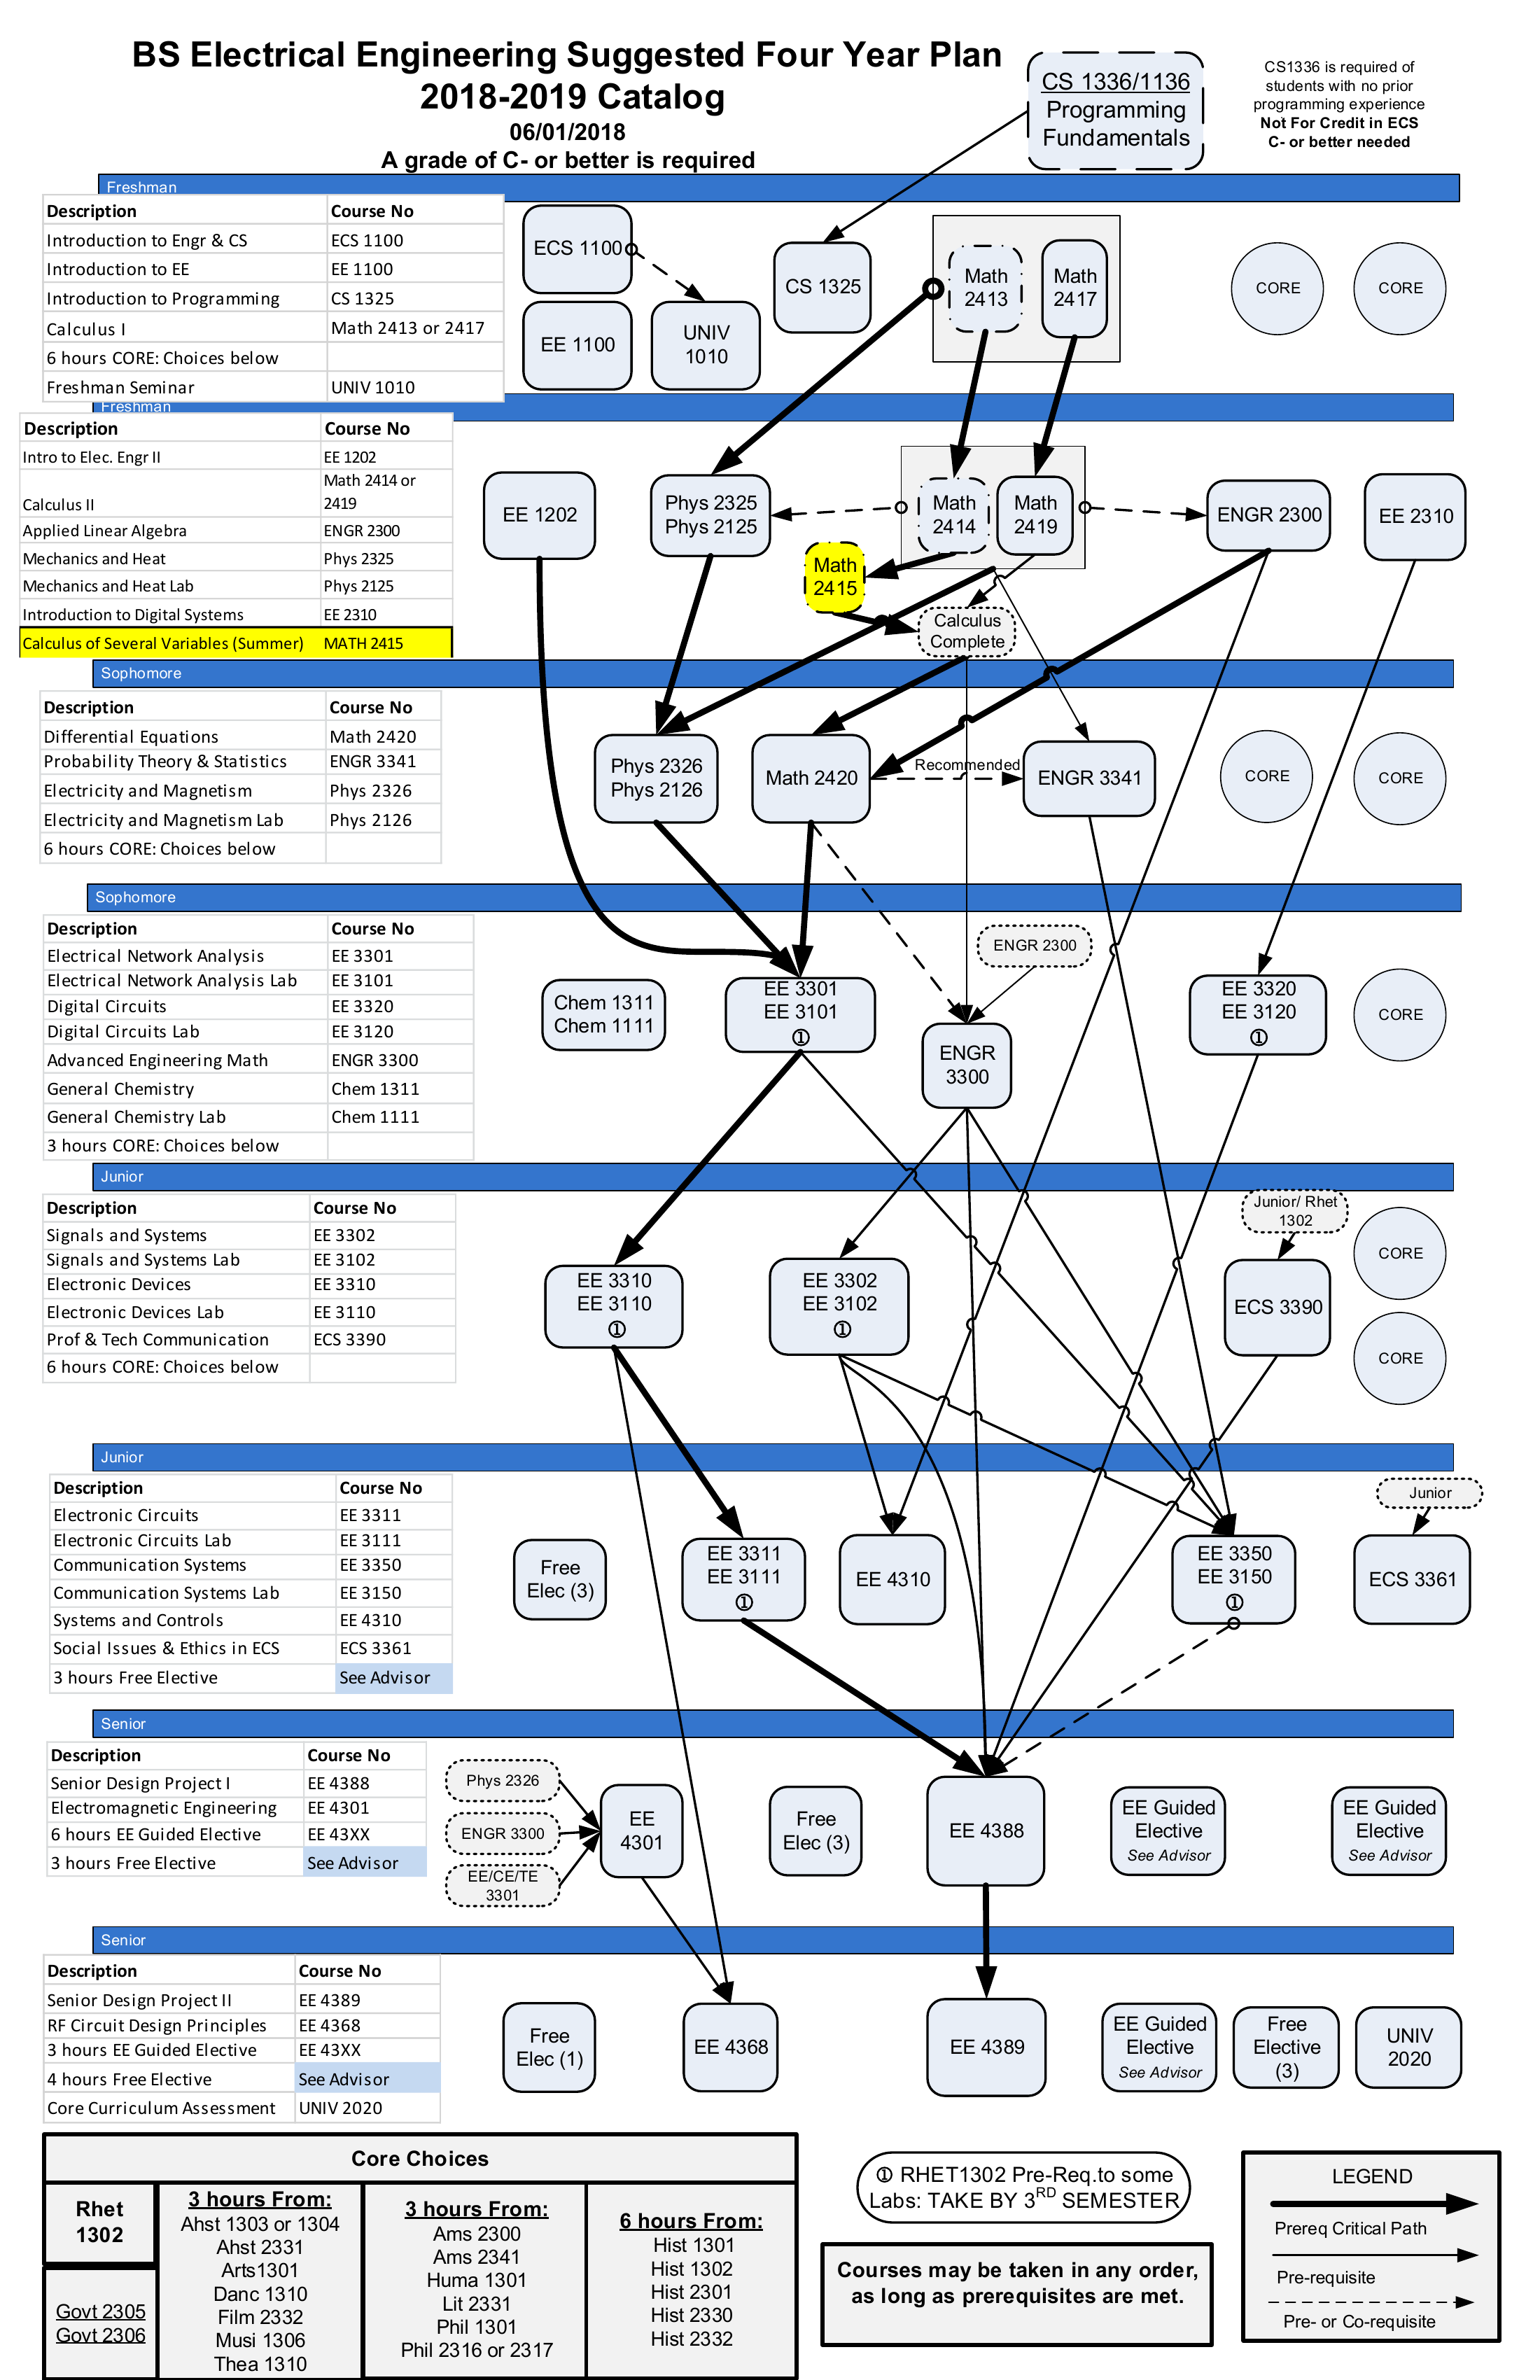 BS Electrical Engineering Suggested Four Year Plan
2018-2019 Catalog
06/01/2018
A grade of C- or better is required
CS 1336/1136
Programming
Fundamentals
CS1336 is required of
students with no prior
programming experience
Not For Credit in ECS
C- or better needed
Freshman
Description Course No
Introduction to Engr & CS ECS 1100
Introduction to EE EE 1100
Introduction to Programming CS 1325
Calculus I Math 2413 or 2417
6 hours CORE: Choices below
Freshman Seminar UNIV 1010
ECS 1100
EE 1100
UNIV
1010
CS 1325
Math
2413
Math
2417
CORE
CORE
Freshman
Description Course No
Intro to Elec. Engr II EE 1202
Calculus II Math 2414 or
2419
Applied Linear Algebra ENGR 2300
Mechanics and Heat Phys 2325
Mechanics and Heat Lab Phys 2125
Introduction to Digital Systems EE 2310
Calculus of Several Variables (Summer) MATH 2415
EE 1202
Phys 2325
Phys 2125
Math
2414
Math
2419
ENGR 2300
EE 2310
Math
2415
Calculus
Complete
Sophomore
Description Course No
Differential Equations Math 2420
Probability Theory & Statistics ENGR 3341
Electricity and Magnetism Phys 2326
Electricity and Magnetism Lab Phys 2126
6 hours CORE: Choices below
Phys 2326
Phys 2126
Math 2420
Recommended
ENGR 3341
CORE
CORE
Sophomore
Description Course No
Electrical Network Analysis EE 3301
Electrical Network Analysis Lab EE 3101
Digital Circuits EE 3320
Digital Circuits Lab EE 3120
Advanced Engineering Math ENGR 3300
General Chemistry Chem 1311
General Chemistry Lab Chem 1111
3 hours CORE: Choices below
Chem 1311
Chem 1111
EE 3301
EE 3101
①
ENGR 2300
ENGR
3300
EE 3320
EE 3120
①
CORE
Junior
Description Course No
Signals and Systems EE 3302
Signals and Systems Lab EE 3102
Electronic Devices EE 3310
Electronic Devices Lab EE 3110
Prof & Tech Communication ECS 3390
6 hours CORE: Choices below
EE 3310
EE 3110
①
EE 3302
EE 3102
①
Junior/ Rhet
1302
ECS 3390
CORE
CORE
Junior
Description Course No
Electronic Circuits EE 3311
Electronic Circuits Lab EE 3111
Communication Systems EE 3350
Communication Systems Lab EE 3150
Systems and Controls EE 4310
Social Issues & Ethics in ECS ECS 3361
3 hours Free Elective See Advisor
Free
Elec (3)
EE 3311
EE 3111
①
EE 4310
EE 3350
EE 3150
①
Junior
ECS 3361
Senior
Description Course No
Senior Design Project I EE 4388
Electromagnetic Engineering EE 4301
6 hours EE Guided Elective EE 43XX
3 hours Free Elective See Advisor
Phys 2326
ENGR 3300
EE/CE/TE
3301
EE
4301
Free
Elec (3)
EE 4388
EE Guided
Elective
See Advisor
EE Guided
Elective
See Advisor
Senior
Description Course No
Senior Design Project II EE 4389
RF Circuit Design Principles EE 4368
3 hours EE Guided Elective EE 43XX
4 hours Free Elective See Advisor
Core Curriculum Assessment UNIV 2020
Free
Elec (1)
EE 4368
EE 4389
EE Guided
Elective
See Advisor
Free
Elective
(3)
UNIV
2020
Core Choices
Rhet
1302
Govt 2305
Govt 2306
3 hours From:
Ahst 1303 or 1304
Ahst 2331
Arts1301
Danc 1310
Film 2332
Musi 1306
Thea 1310
3 hours From:
Ams 2300
Ams 2341
Huma 1301
Lit 2331
Phil 1301
Phil 2316 or 2317
6 hours From:
Hist 1301
Hist 1302
Hist 2301
Hist 2330
Hist 2332
① RHET1302 Pre-Req.to some
Labs: TAKE BY 3RD SEMESTER
Courses may be taken in any order,
as long as prerequisites are met.
LEGEND
Prereq Critical Path
Pre-requisite
Pre- or Co-requisite